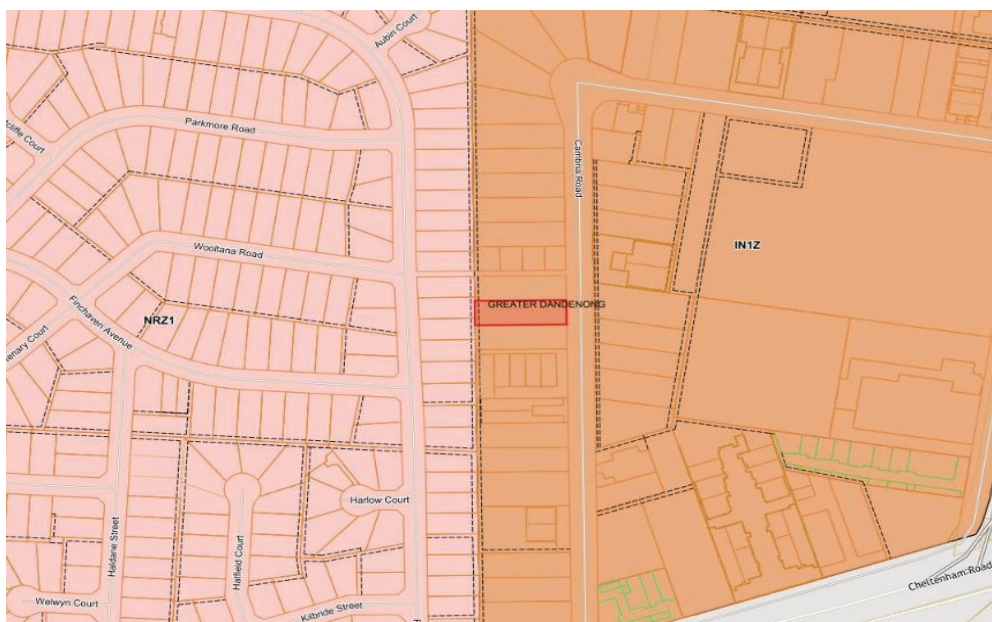 Aubin Court
Parkmore Road
cliffe Court
Cambria Road
Wooltana Road
IN1Z
GREATER DANDENONG
Finchaven Avenue
NRZ1
enary Court
Harlow Court
Haldane Street
Hatfield Court
Cheltenham Road
Welwyn Court
Kilbride Street
F